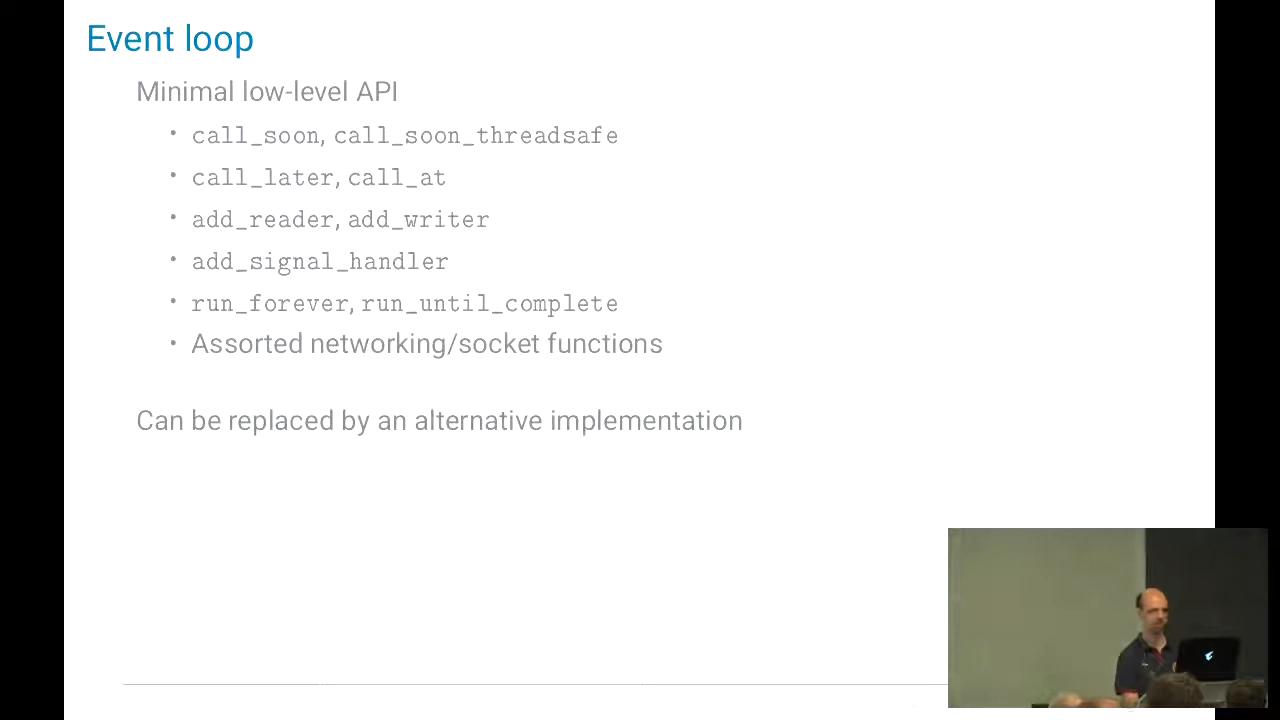 Event loop
Minimal low-level API
• call_soon, call_soon_threadsafe
• call_later, call_at
• add_reader, add_writer
• add_signal_handler
• run_forever, run_until_complete
• Assorted networking/socket functions
Can be replaced by an alternative implementation